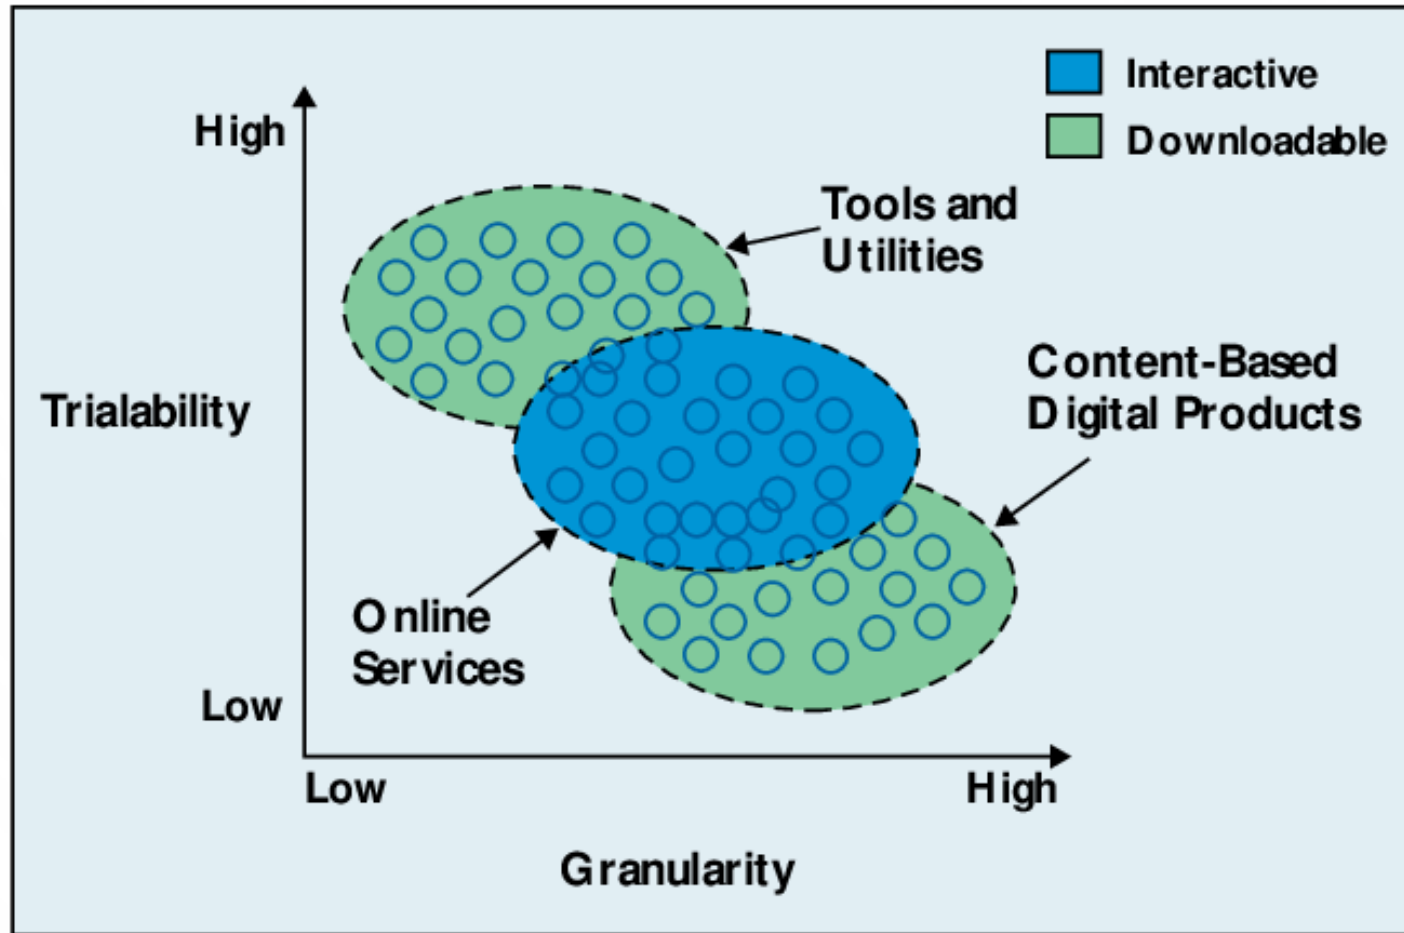 Interactive
Downloadable
High
Tools and
Utilities
Content-Based
Digital Products
Trialability
Online
Services
Low
Low
High
Granularity